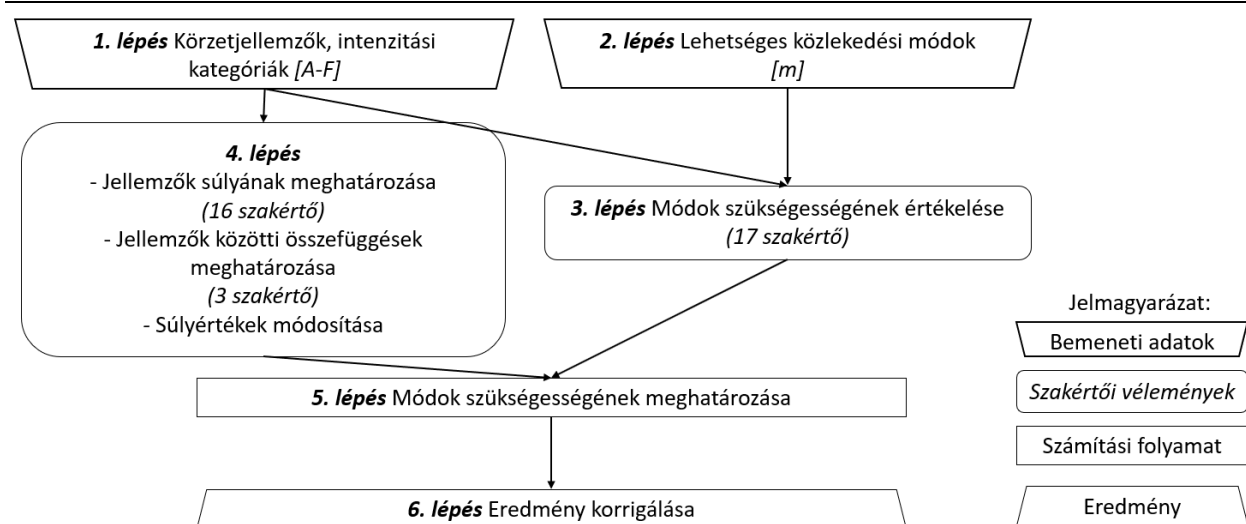 1. lépés Körzetjellemzők, intenzitási
kategóriák [A-F]
2. lépés Lehetséges közlekedési módok
[m]
4. lépés
- Jellemzők súlyának meghatározása
(16 szakértő)
- Jellemzők közötti összefüggések
meghatározása
(3 szakértő)
- Súlyértékek módosítása
3. lépés Módok szükségességének értékelése
(17 szakértő)
5. lépés Módok szükségességének meghatározása
6. lépés Eredmény korrigálása
Jelmagyarázat:
Bemeneti adatok
Szakértői vélemények
Számítási folyamat
Eredmény